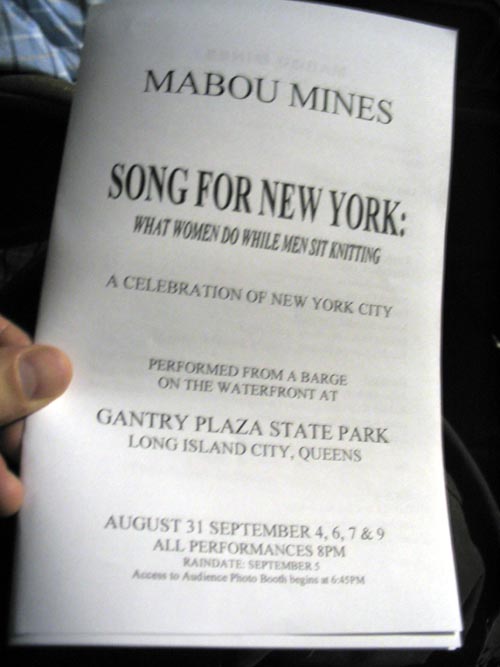 MABOU MINES
SONG FOR NEW YORK:
WHAT WOMEN DO WHILE MEN SIT KNITTING
A CELEBRATION OF NEW YORK CITY
PERFORMED FROM A BARGE
ON THE WATERFRONT AT
GANTRY PLAZA STATE PARK
LONG ISLAND CITY, QUEENS
AUGUST 31 SEPTEMBER 4, 6, 7 & 9
ALL PERFORMANCES 8PM
RAINDATE: SEPTEMBER 5
Access to Audience Photo Booth begins at 6:45PM